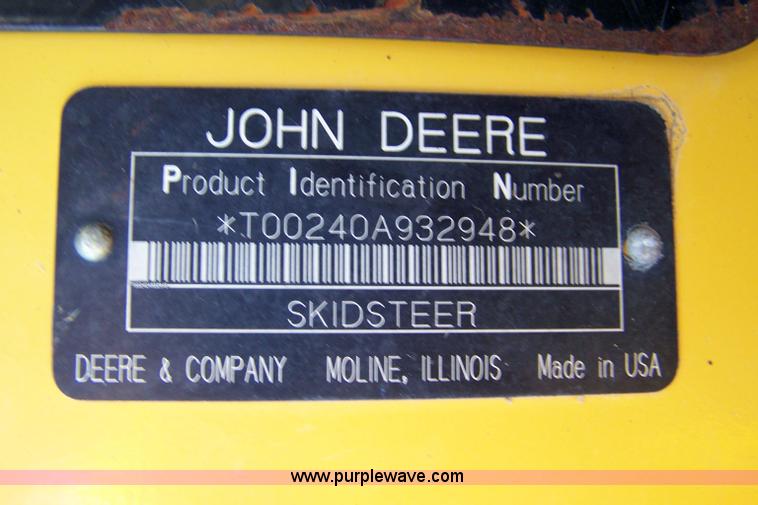 JOHN DEERE
Product Identification Number
*T00240A932948*
SKIDSTEER
DEERE & COMPANY MOLINE, ILLINOIS Made in USA
www.purplewave.com